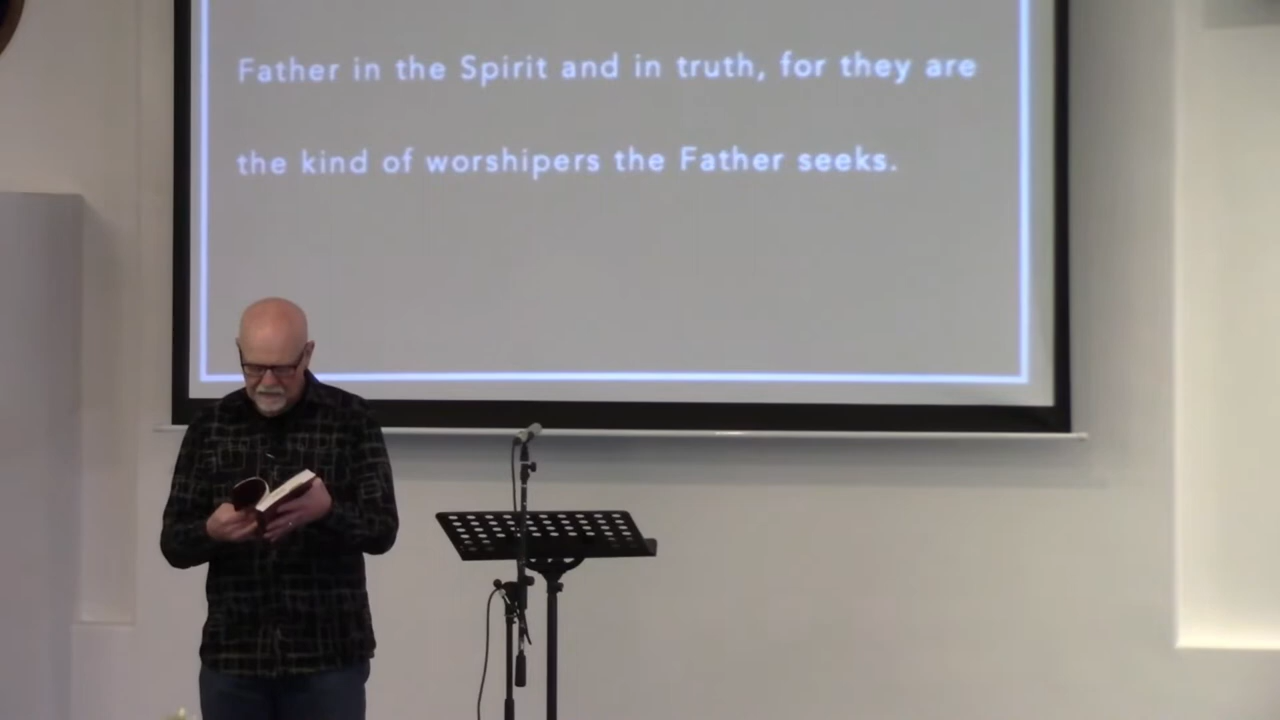 Father in the Spirit and in truth, for they are
the kind of worshipers the Father seeks.